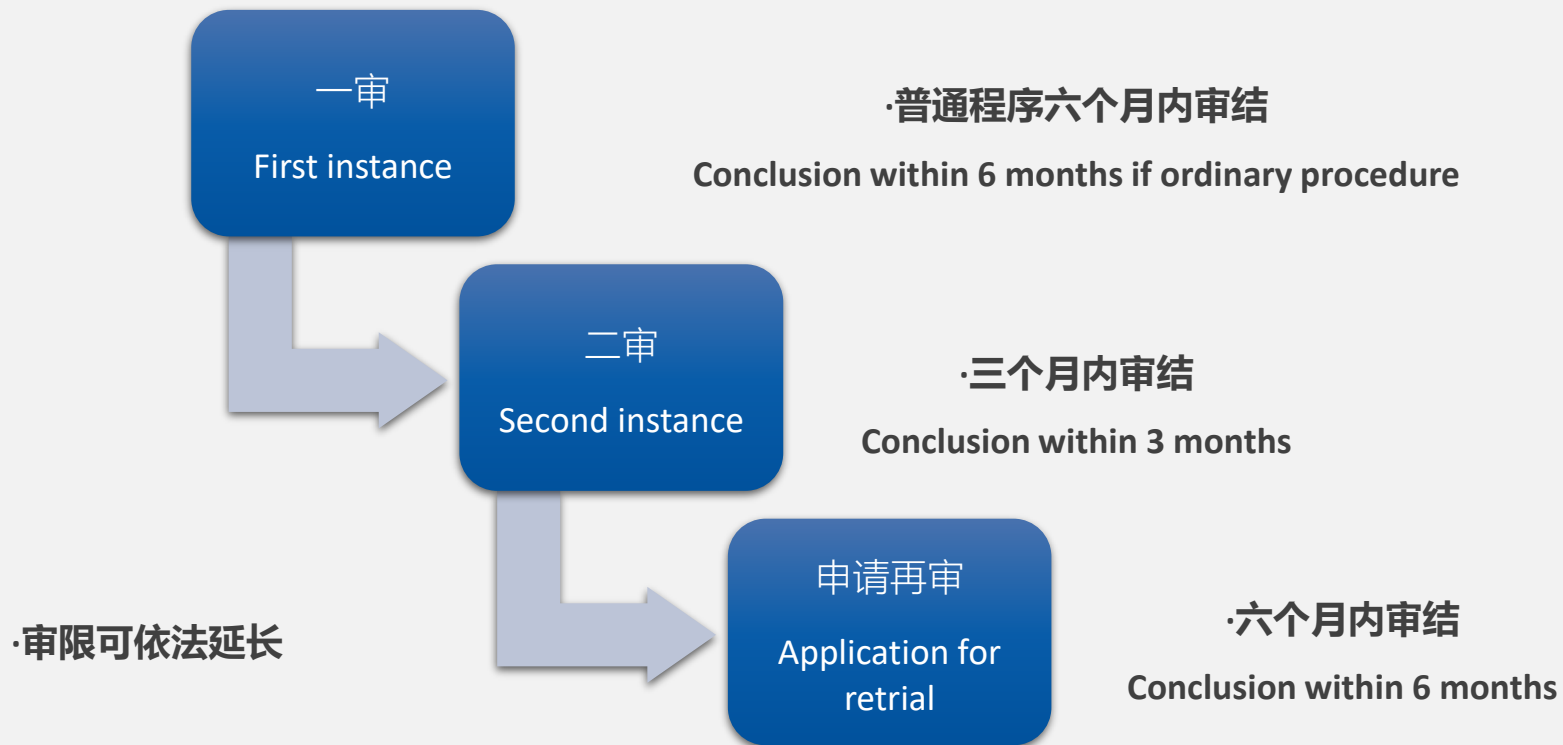 一审
First instance
·普通程序六个月内审结
Conclusion within 6 months if ordinary procedure
二审
Second instance
·三个月内审结
Conclusion within 3 months
申请再审
Application for
retrial
·六个月内审结
Conclusion within 6 months
·审限可依法延长